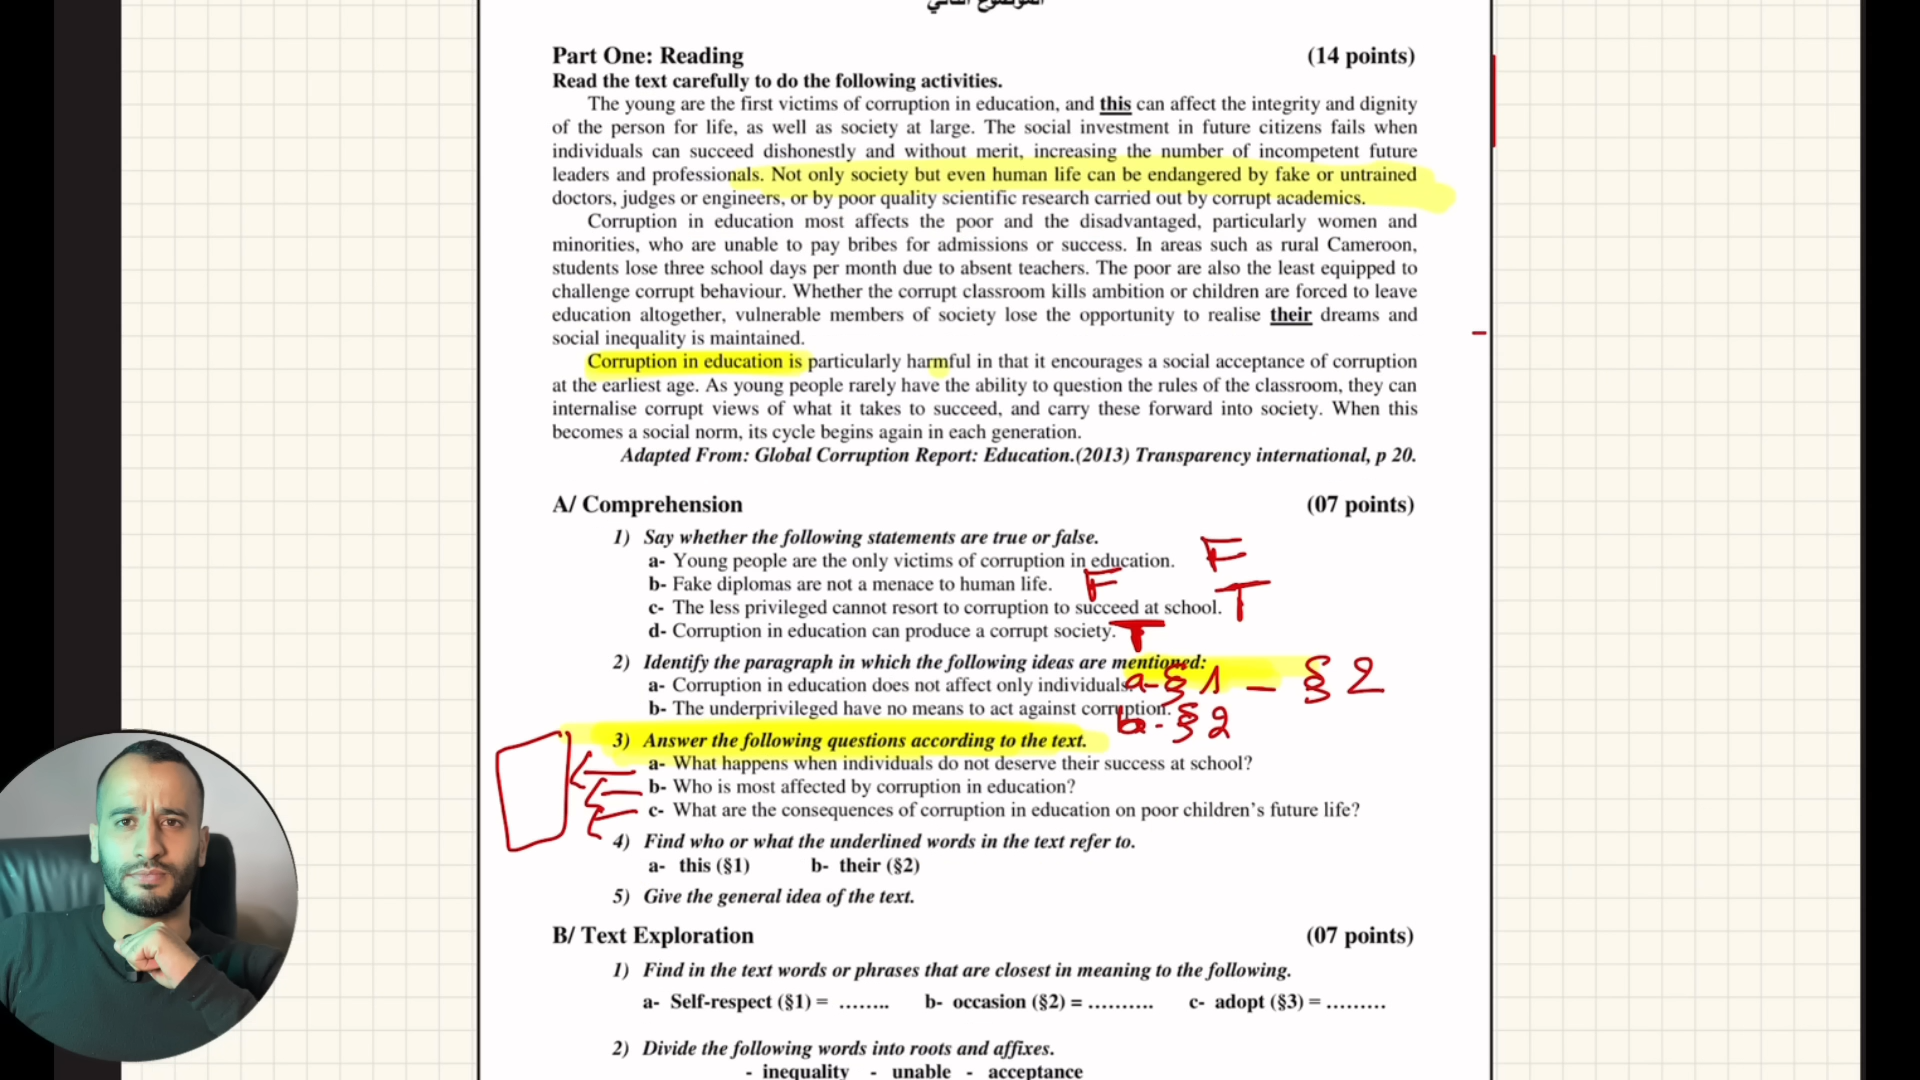 الموضوع الثاني
Part One: Reading (14 points)
Read the text carefully to do the following activities.
The young are the first victims of corruption in education, and this can affect the integrity and dignity
of the person for life, as well as society at large. The social investment in future citizens fails when
individuals can succeed dishonestly and without merit, increasing the number of incompetent future
leaders and professionals. Not only society but even human life can be endangered by fake or untrained
doctors, judges or engineers, or by poor quality scientific research carried out by corrupt academics.
Corruption in education most affects the poor and the disadvantaged, particularly women and
minorities, who are unable to pay bribes for admissions or success. In areas such as rural Cameroon,
students lose three school days per month due to absent teachers. The poor are also the least equipped to
challenge corrupt behaviour. Whether the corrupt classroom kills ambition or children are forced to leave
education altogether, vulnerable members of society lose the opportunity to realise their dreams and
social inequality is maintained.
Corruption in education is particularly harmful in that it encourages a social acceptance of corruption
at the earliest age. As young people rarely have the ability to question the rules of the classroom, they can
internalise corrupt views of what it takes to succeed, and carry these forward into society. When this
becomes a social norm, its cycle begins again in each generation.
Adapted From: Global Corruption Report: Education.(2013) Transparency international, p 20.
A/ Comprehension (07 points)
1) Say whether the following statements are true or false.
a- Young people are the only victims of corruption in education. F
b- Fake diplomas are not a menace to human life. F
c- The less privileged cannot resort to corruption to succeed at school. T
d- Corruption in education can produce a corrupt society. T
2) Identify the paragraph in which the following ideas are mentioned:
a- Corruption in education does not affect only individuals. a- § 1 - § 2
b- The underprivileged have no means to act against corruption. b- § 2
3) Answer the following questions according to the text.
a- What happens when individuals do not deserve their success at school?
b- Who is most affected by corruption in education?
c- What are the consequences of corruption in education on poor children's future life?
4) Find who or what the underlined words in the text refer to.
a- this (§1) b- their (§2)
5) Give the general idea of the text.
B/ Text Exploration (07 points)
1) Find in the text words or phrases that are closest in meaning to the following.
a- Self-respect (§1) = ........ b- occasion (§2) = .......... c- adopt (§3) = .........
2) Divide the following words into roots and affixes.
- inequality - unable - acceptance